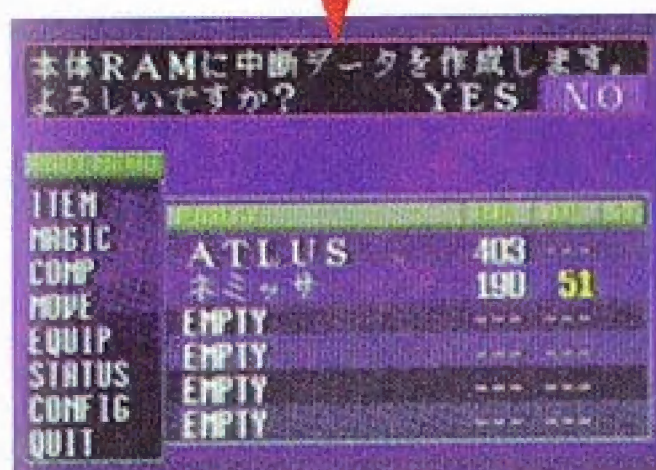 本体RAMに中断データを作成します。
よろしいですか? YES NO
ITEM
MAGIC
COMP
MOVE
EQUIP
STATUS
CONFIG
QUIT
ATLUS 403 ---
ネミッサ 190 51
EMPTY --- ---
EMPTY --- ---
EMPTY --- ---
EMPTY --- ---